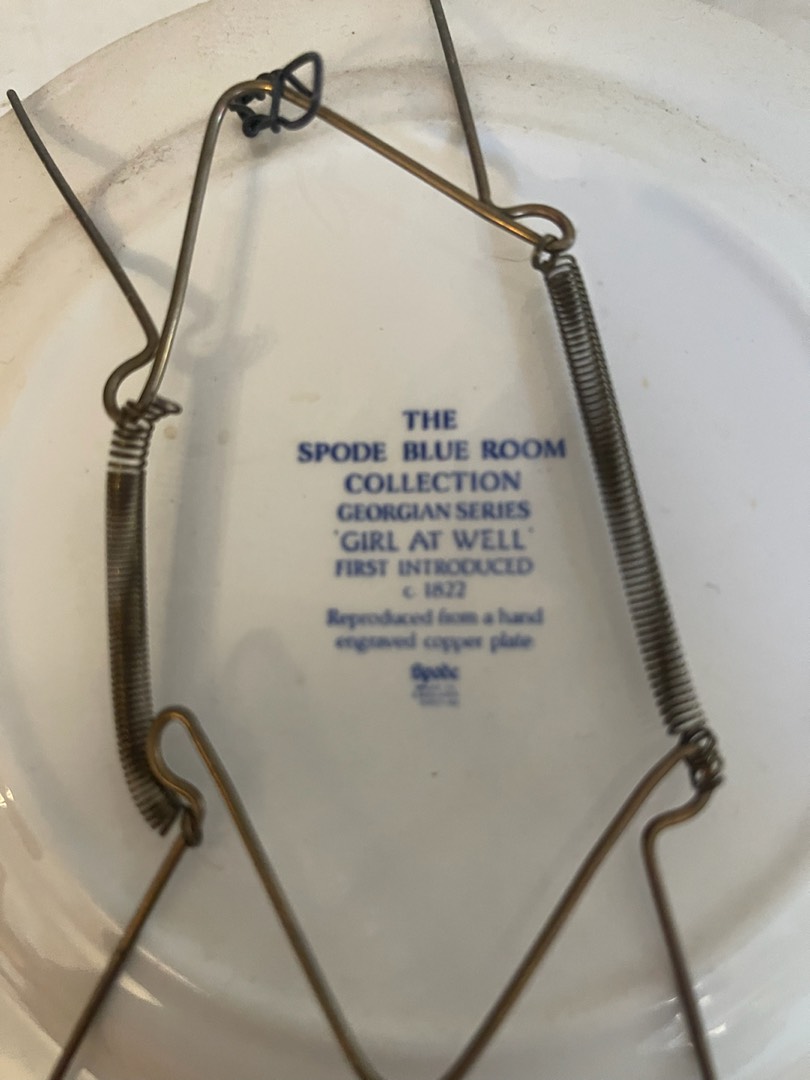 THE
SPODE BLUE ROOM
COLLECTION
GEORGIAN SERIES
'GIRL AT WELL'
FIRST INTRODUCED
c. 1822
Reproduced from a hand
engraved copper plate
Spode